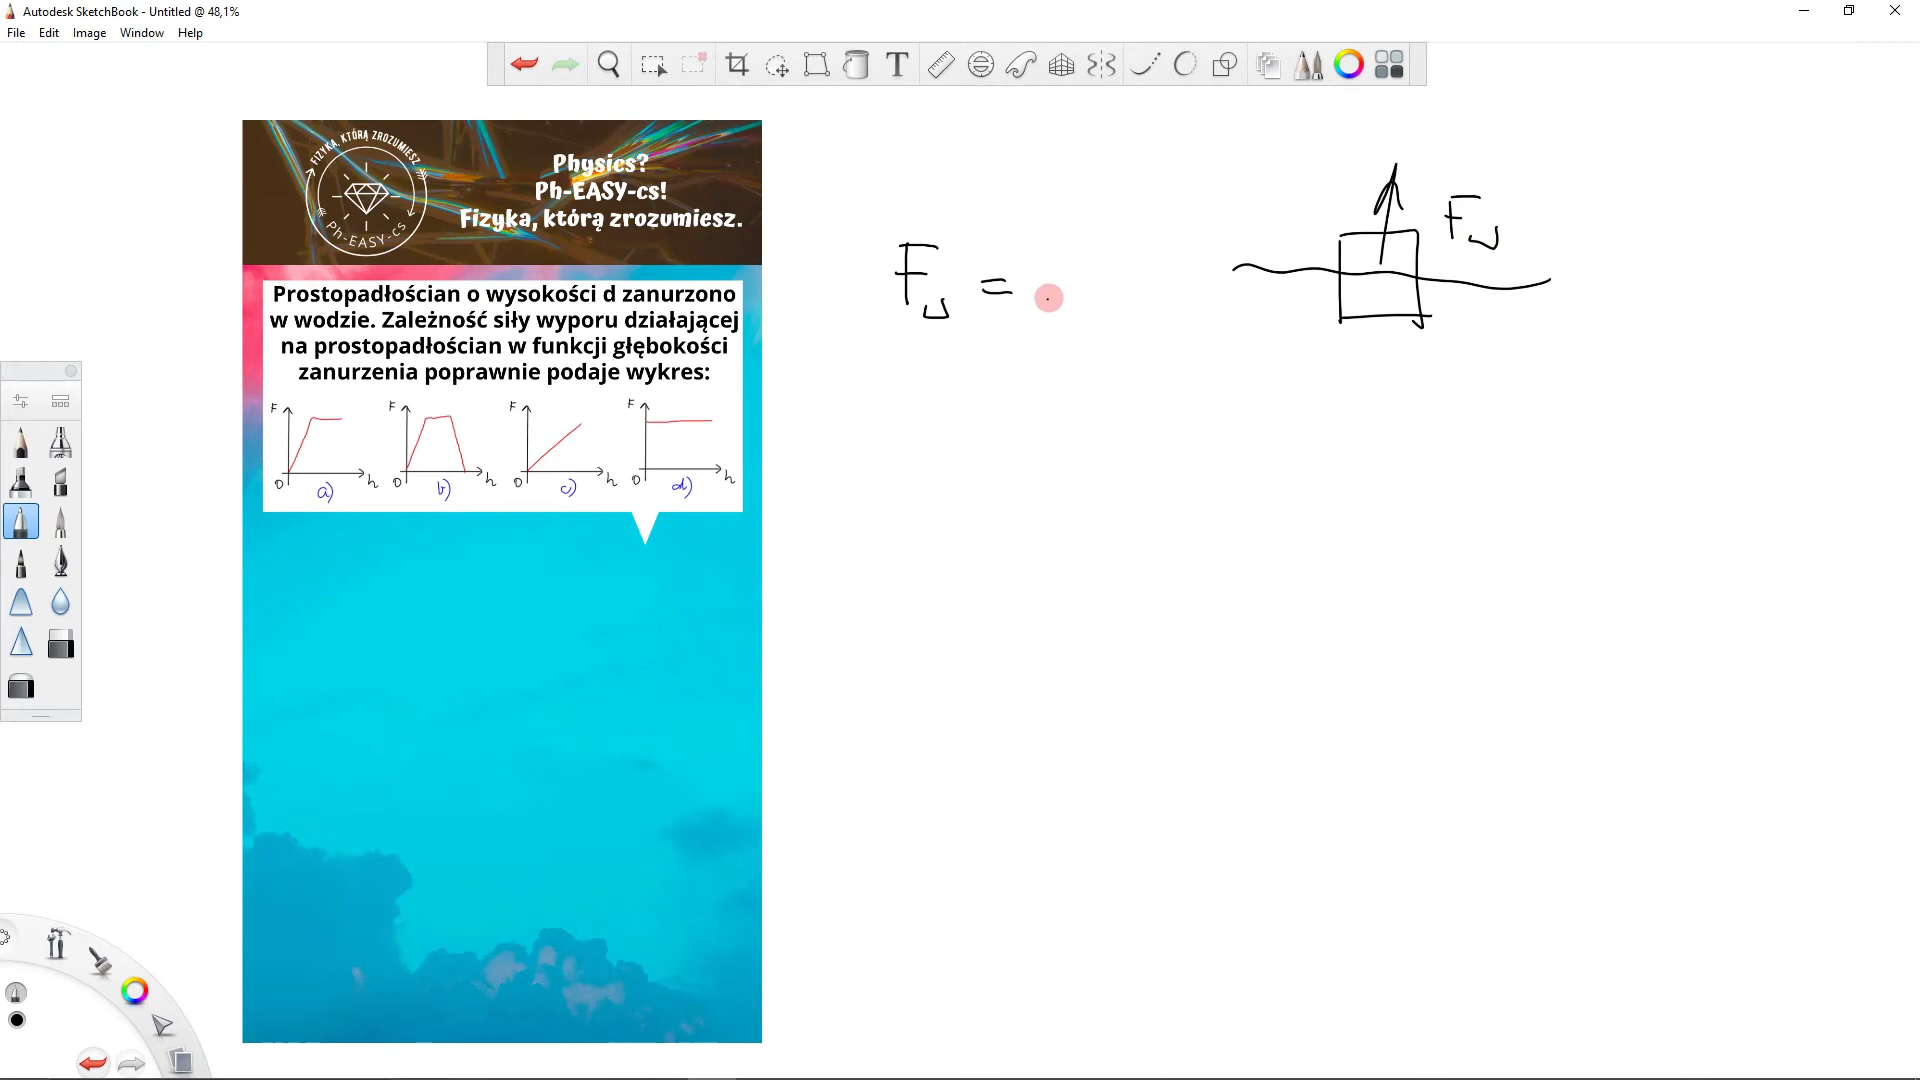 Autodesk SketchBook - Untitled @ 48,1%
File Edit Image Window Help
T
FIZYKA, KTÓRĄ ZROZUMIESZ
Ph-EASY-cs
Physics?
Ph-EASY-cs!
Fizyka, którą zrozumiesz.
Prostopadłościan o wysokości d zanurzono
w wodzie. Zależność siły wyporu działającej
na prostopadłościan w funkcji głębokości
zanurzenia poprawnie podaje wykres:
F F F F
0 h 0 h 0 h 0 h
a) b) c) d)
Fw =
Fw